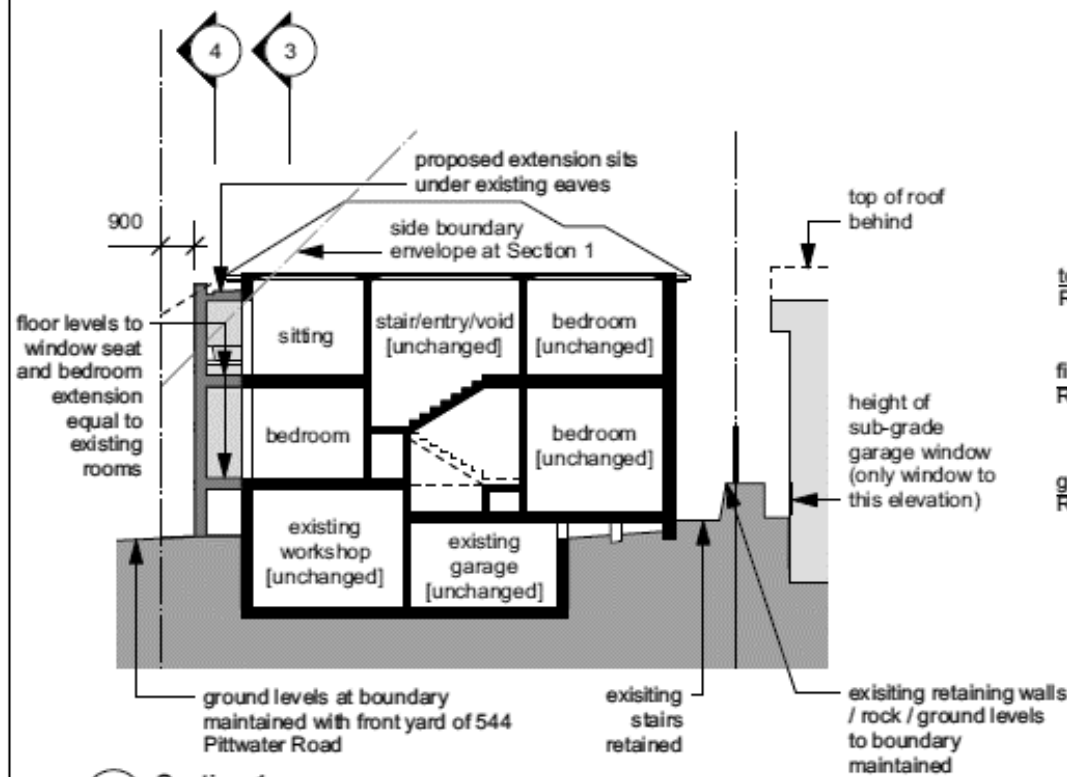 4
3
proposed extension sits
under existing eaves
900
side boundary
envelope at Section 1
top of roof
behind
floor levels to
window seat
and bedroom
extension
equal to
existing
rooms
sitting
stair/entry/void
[unchanged]
bedroom
[unchanged]
bedroom
bedroom
[unchanged]
height of
sub-grade
garage window
(only window to
this elevation)
existing
workshop
[unchanged]
existing
garage
[unchanged]
ground levels at boundary
maintained with front yard of 544
Pittwater Road
exisiting
stairs
retained
exisiting retaining walls
/ rock / ground levels
to boundary
maintained